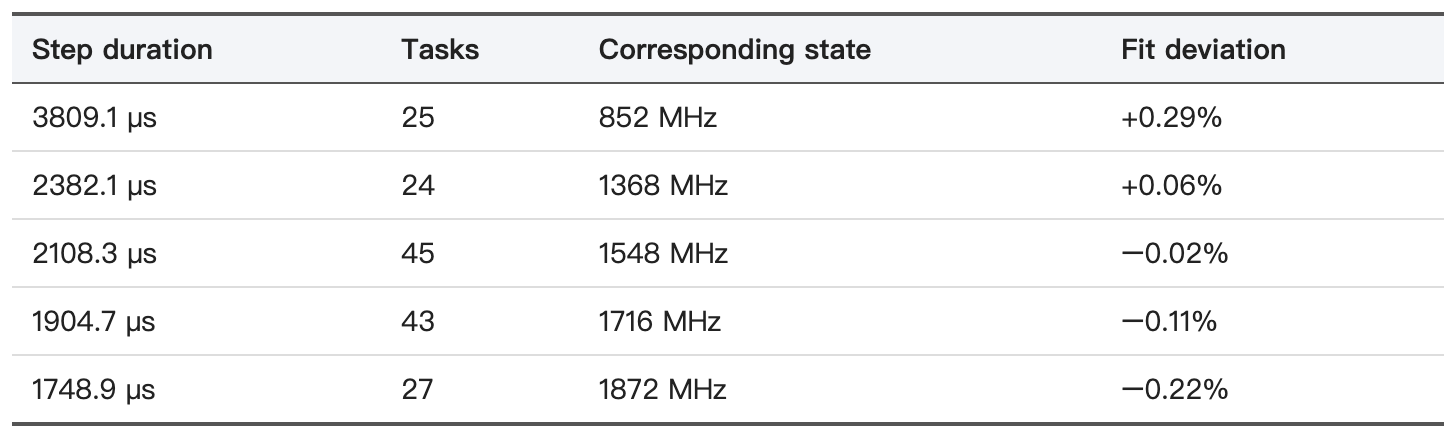 Step duration Tasks Corresponding state Fit deviation
3809.1 μs 25 852 MHz +0.29%
2382.1 μs 24 1368 MHz +0.06%
2108.3 μs 45 1548 MHz −0.02%
1904.7 μs 43 1716 MHz −0.11%
1748.9 μs 27 1872 MHz −0.22%